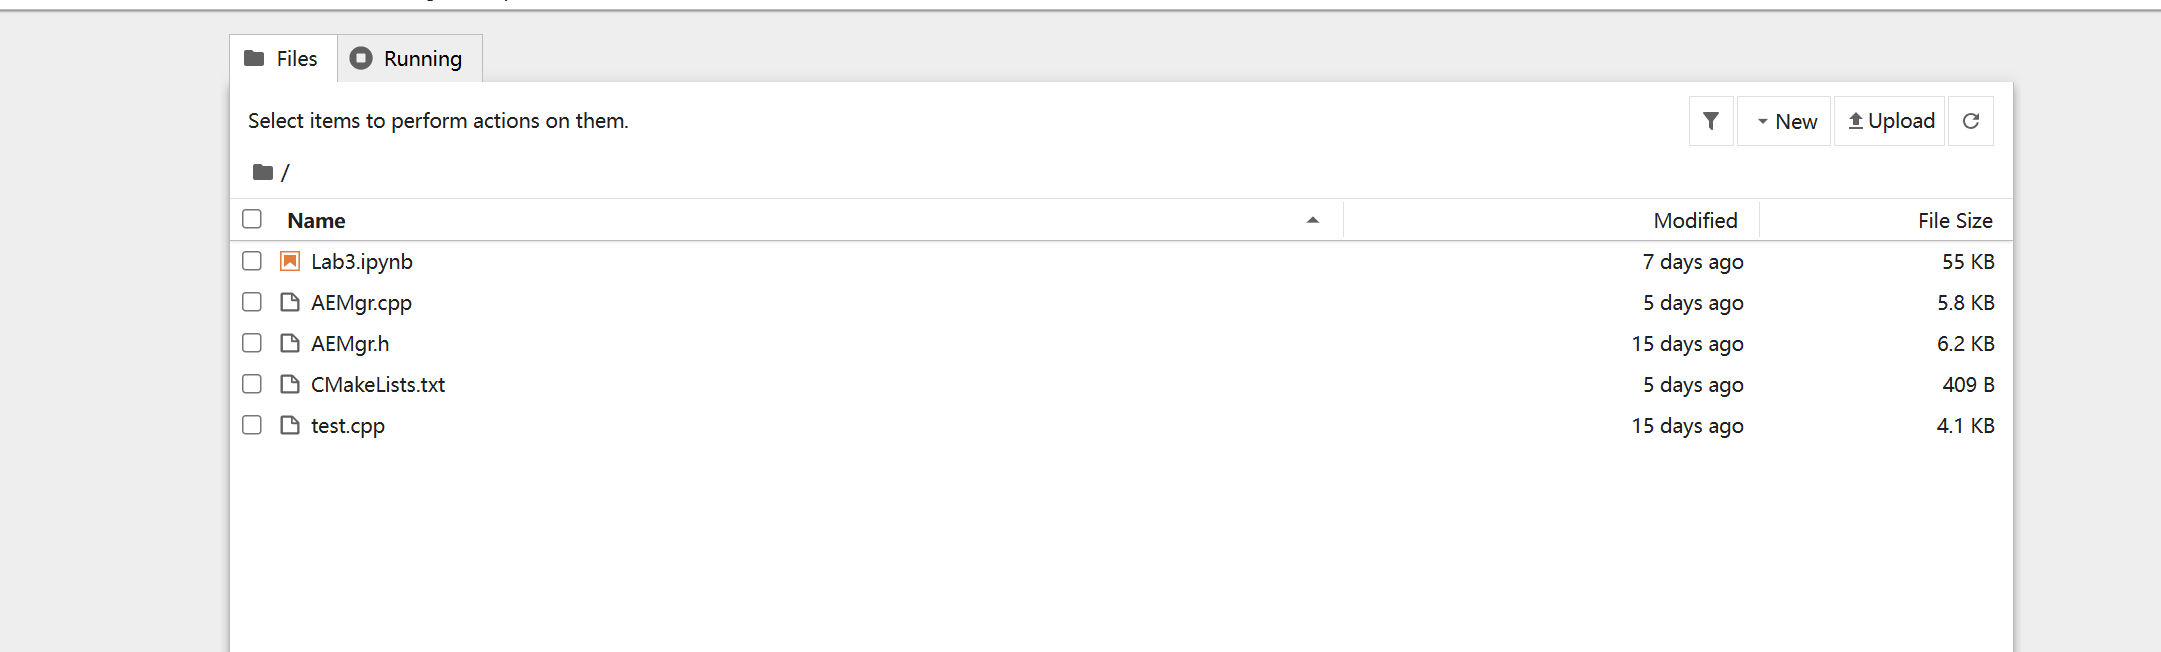 Files Running
Select items to perform actions on them.
New Upload
/
Name Modified File Size
Lab3.ipynb 7 days ago 55 KB
AEMgr.cpp 5 days ago 5.8 KB
AEMgr.h 15 days ago 6.2 KB
CMakeLists.txt 5 days ago 409 B
test.cpp 15 days ago 4.1 KB